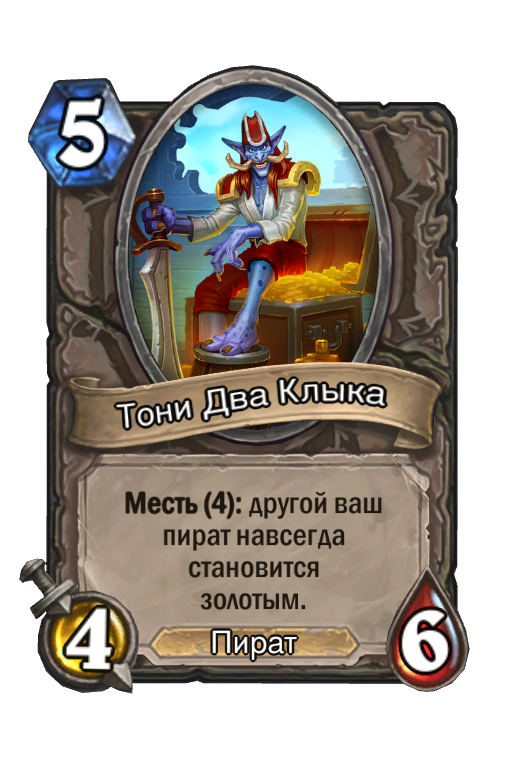 5
Тони Два Клыка
Месть (4): другой ваш
пират навсегда
становится
золотым.
4
Пират
6